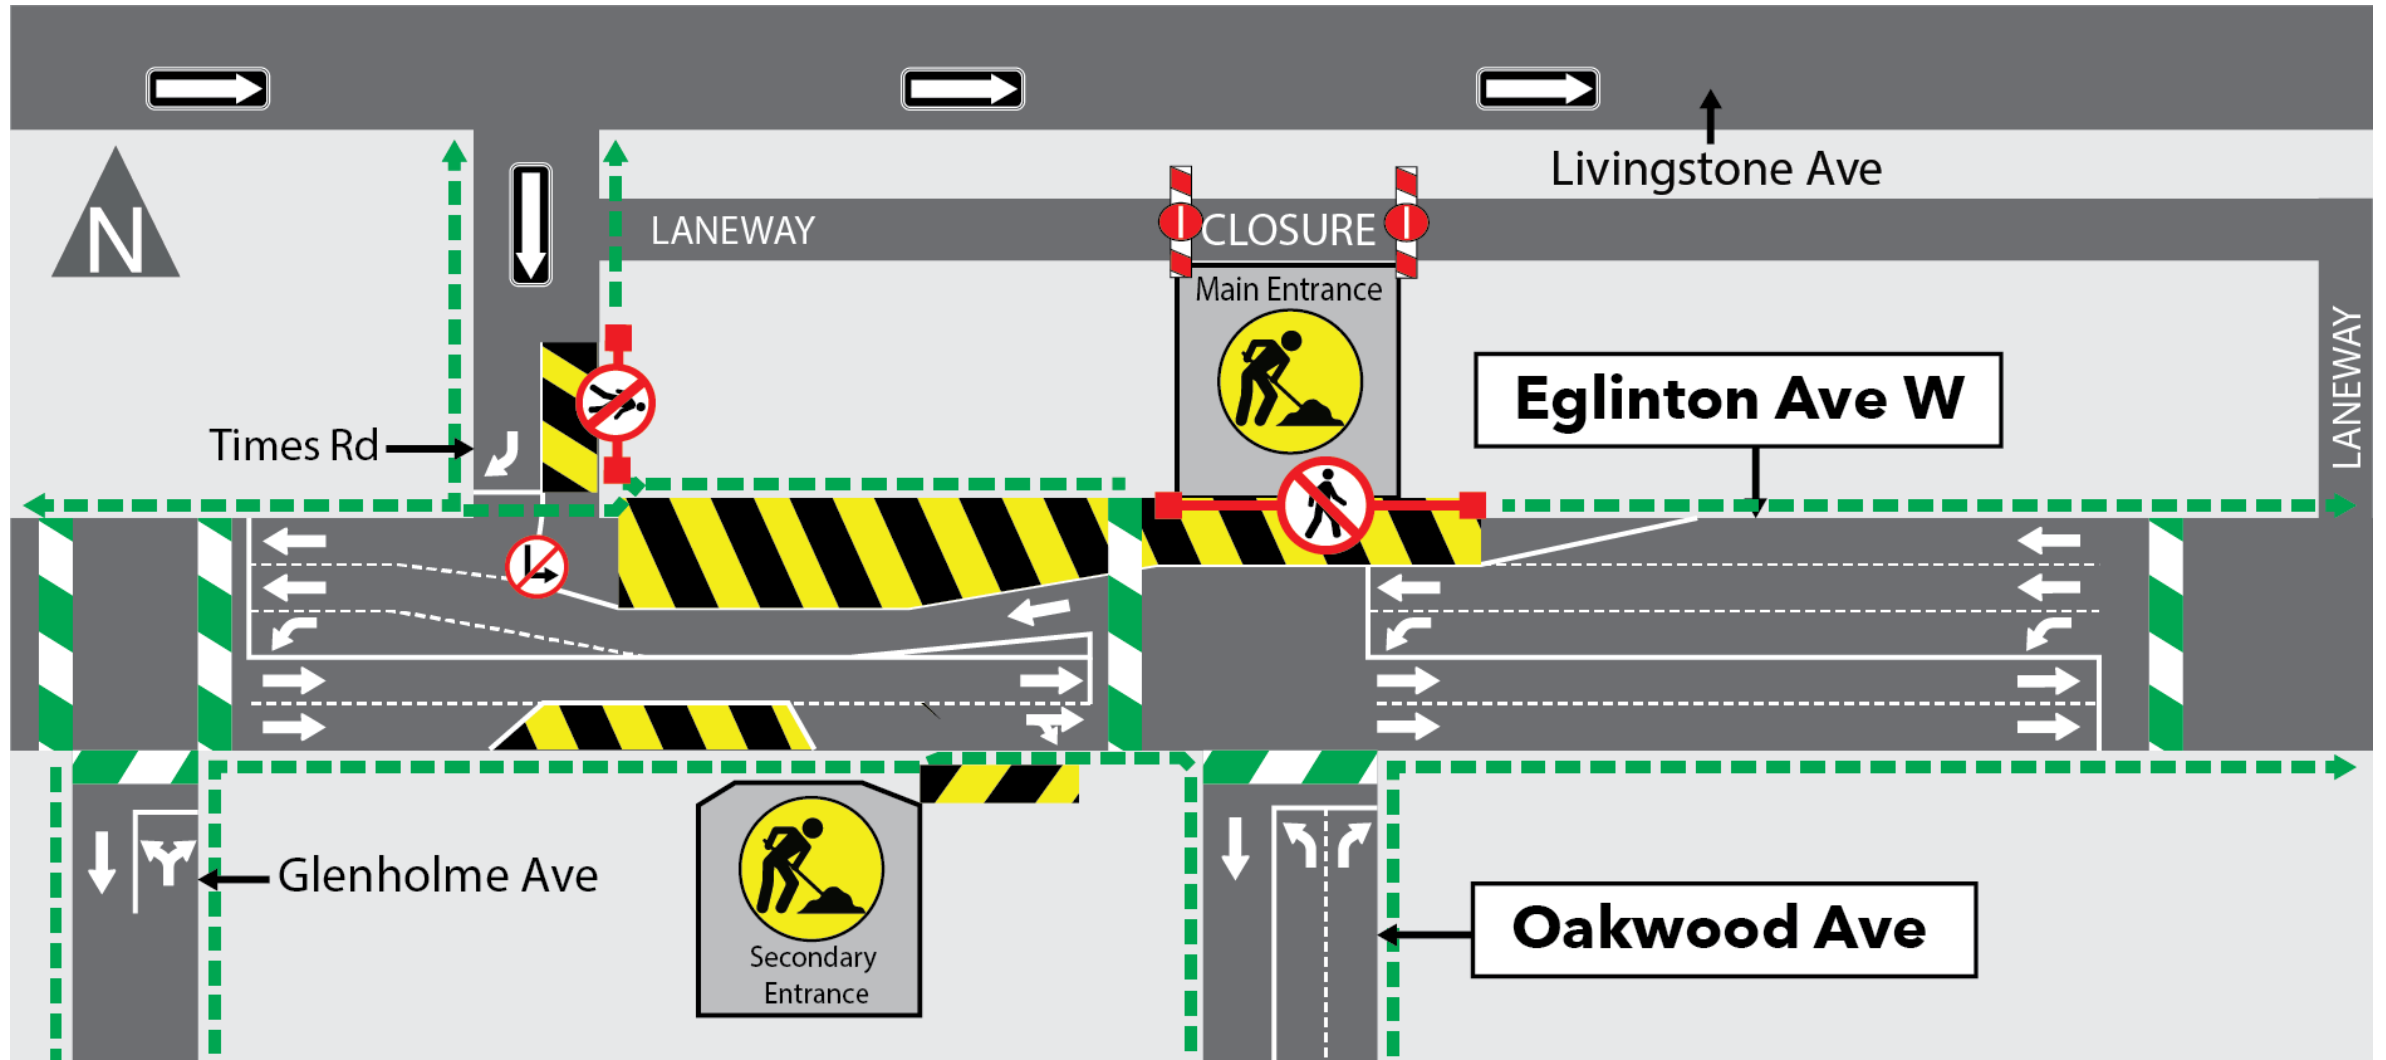 Livingstone Ave
N
LANEWAY
CLOSURE
Main Entrance
LANEWAY
Eglinton Ave W
Times Rd
Glenholme Ave
Oakwood Ave
Secondary
Entrance